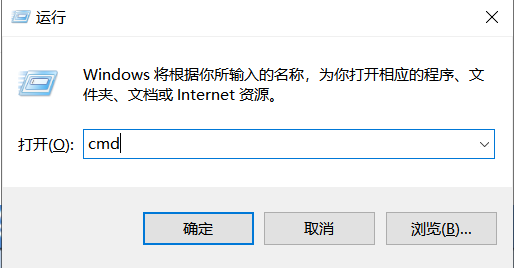 运行
Windows 将根据你所输入的名称，为你打开相应的程序、文
件夹、文档或 Internet 资源。
打开(O): cmd
确定 取消 浏览(B)...